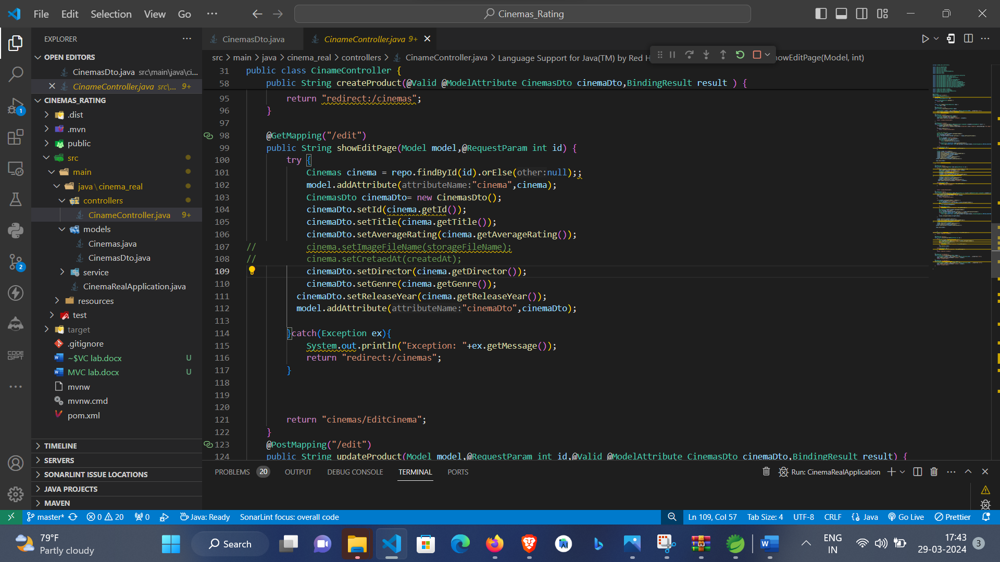 File Edit Selection View Go ···
Cinemas_Rating
EXPLORER
OPEN EDITORS
CinemasDto.java src\main\java\ci...
CinameController.java src\... 9+
CINEMAS_RATING
.dist
.mvn
public
src
main
java\cinema_real
controllers
CinameController.java 9+
models
Cinemas.java
CinemasDto.java
service
CinemaRealApplication.java
resources
test
target
.gitignore
~$VC lab.docx U
MVC lab.docx U
mvnw
mvnw.cmd
pom.xml
TIMELINE
SERVERS
SONARLINT ISSUE LOCATIONS
JAVA PROJECTS
MAVEN
1
2
CODE
GPT
CinemasDto.java
CinameController.java 9+
src > main > java > cinema_real > controllers > CinameController.java > Language Support for Java(TM) by Red H howEditPage(Model, int)
31 public class CinameController {
58 public String createProduct(@Valid @ModelAttribute CinemasDto cinemaDto,BindingResult result ) {
95 return "redirect:/cinemas";
96 }
97
98 @GetMapping("/edit")
99 public String showEditPage(Model model,@RequestParam int id) {
100 try {
101 Cinemas cinema = repo.findById(id).orElse(other:null);;
102 model.addAttribute(attributeName:"cinema",cinema);
103 CinemasDto cinemaDto= new CinemasDto();
104 cinemaDto.setId(cinema.getId());
105 cinemaDto.setTitle(cinema.getTitle());
106 cinemaDto.setAverageRating(cinema.getAverageRating());
107 // cinema.setImageFileName(storageFileName);
108 // cinema.setCretaedAt(createdAt);
109 cinemaDto.setDirector(cinema.getDirector());
110 cinemaDto.setGenre(cinema.getGenre());
111 cinemaDto.setReleaseYear(cinema.getReleaseYear());
112 model.addAttribute(attributeName:"cinemaDto",cinemaDto);
113
114 }catch(Exception ex){
115 System.out.println("Exception: "+ex.getMessage());
116 return "redirect:/cinemas";
117 }
118
119
120
121 return "cinemas/EditCinema";
122 }
123 @PostMapping("/edit")
124 public String updateProduct(Model model,@RequestParam int id,@Valid @ModelAttribute CinemasDto cinemaDto,BindingResult result) {
PROBLEMS 20 OUTPUT DEBUG CONSOLE TERMINAL PORTS
Run: CinemaRealApplication
master* 0 20 0 Java: Ready SonarLint focus: overall code
Ln 109, Col 57 Tab Size: 4 UTF-8 CRLF {} Java Go Live Prettier
79°F
Partly cloudy
Search
ENG
IN
17:43
29-03-2024
3